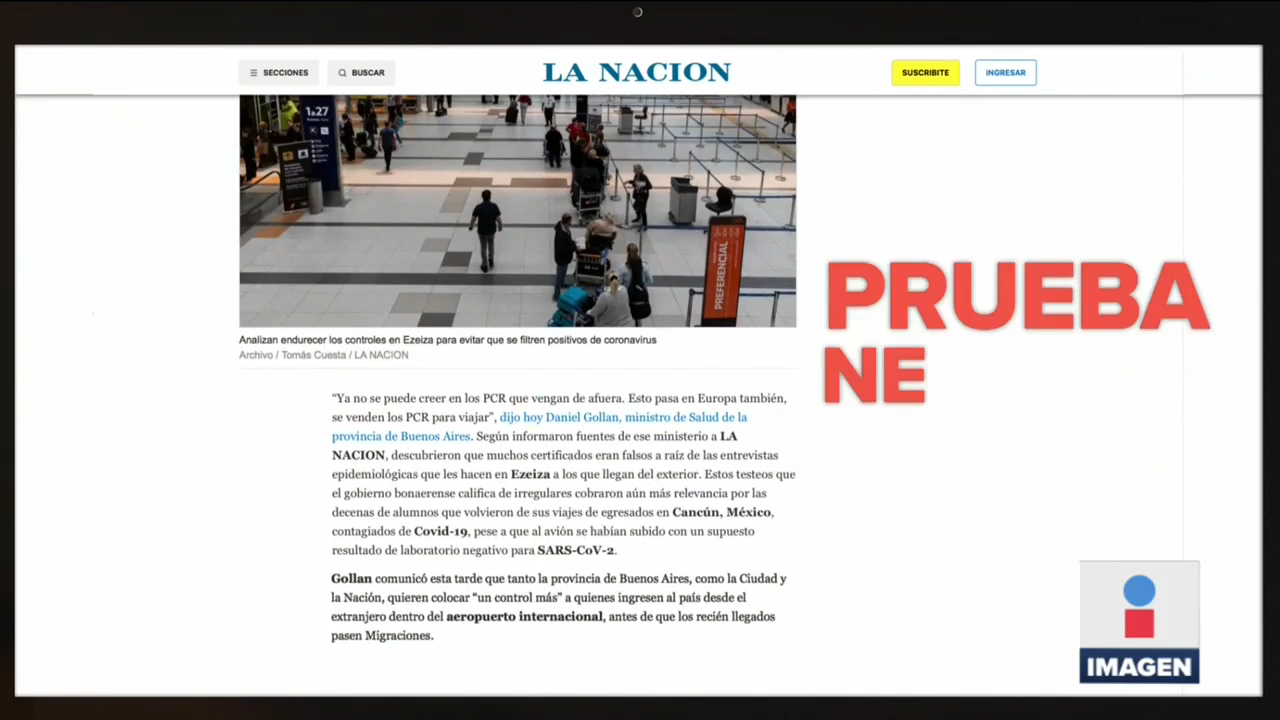 SECCIONES
BUSCAR
LA NACION
SUSCRIBITE
INGRESAR
1a27
PREFERENCIAL
Analizan endurecer los controles en Ezeiza para evitar que se filtren positivos de coronavirus
Archivo / Tomás Cuesta / LA NACION
“Ya no se puede creer en los PCR que vengan de afuera. Esto pasa en Europa también,
se venden los PCR para viajar”, dijo hoy Daniel Gollan, ministro de Salud de la
provincia de Buenos Aires. Según informaron fuentes de ese ministerio a LA
NACION, descubrieron que muchos certificados eran falsos a raíz de las entrevistas
epidemiológicas que les hacen en Ezeiza a los que llegan del exterior. Estos testeos que
el gobierno bonaerense califica de irregulares cobraron aún más relevancia por las
decenas de alumnos que volvieron de sus viajes de egresados en Cancún, México,
contagiados de Covid-19, pese a que al avión se habían subido con un supuesto
resultado de laboratorio negativo para SARS-CoV-2.
Gollan comunicó esta tarde que tanto la provincia de Buenos Aires, como la Ciudad y
la Nación, quieren colocar “un control más” a quienes ingresen al país desde el
extranjero dentro del aeropuerto internacional, antes de que los recién llegados
pasen Migraciones.
PRUEBA
NE
IMAGEN